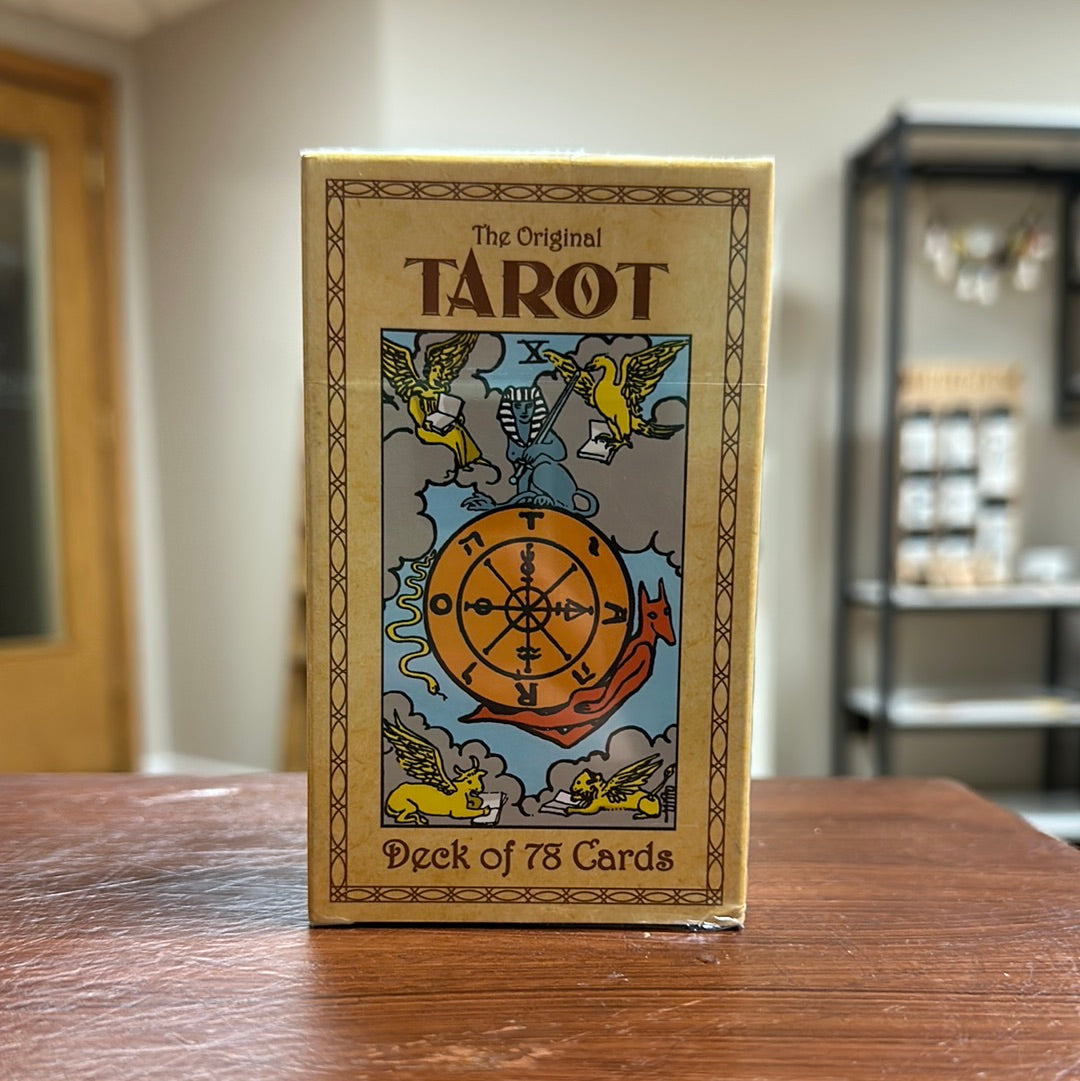 The Original
TAROT
X
T
A
R
O
ה
ו
ה
י
Deck of 78 Cards